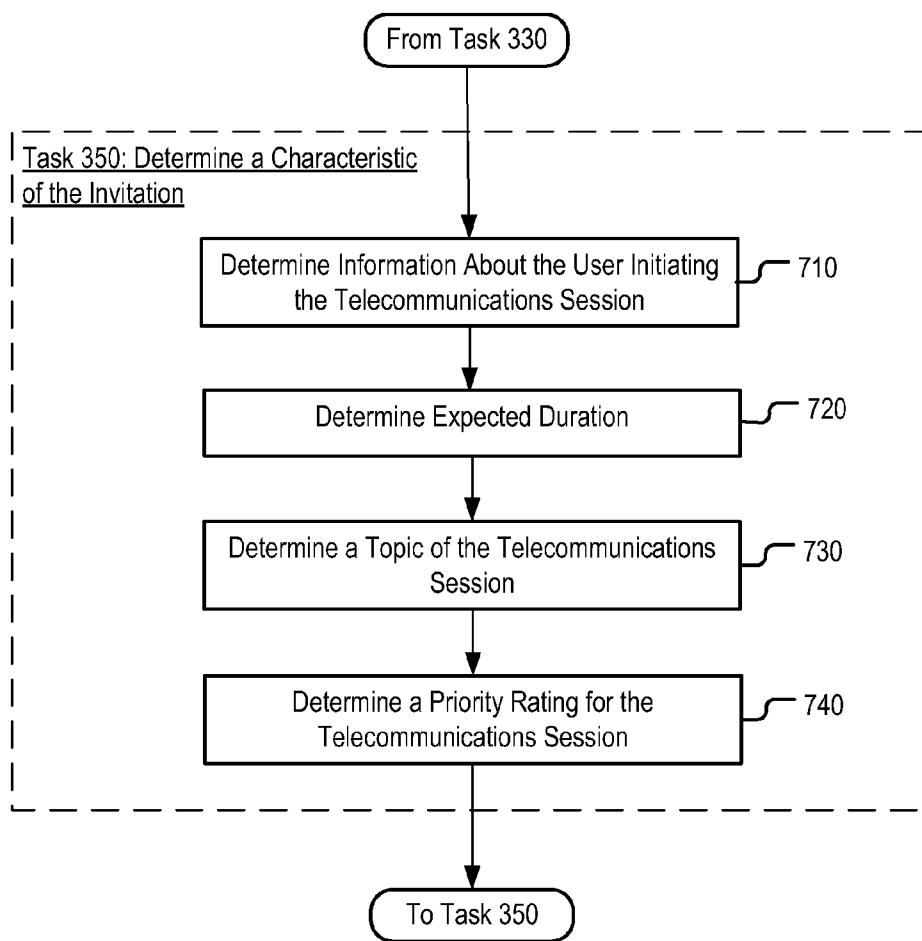 From Task 330
Task 350: Determine a Characteristic
of the Invitation
Determine Information About the User Initiating
the Telecommunications Session
710
Determine Expected Duration
720
Determine a Topic of the Telecommunications
Session
730
Determine a Priority Rating for the
Telecommunications Session
740
To Task 350